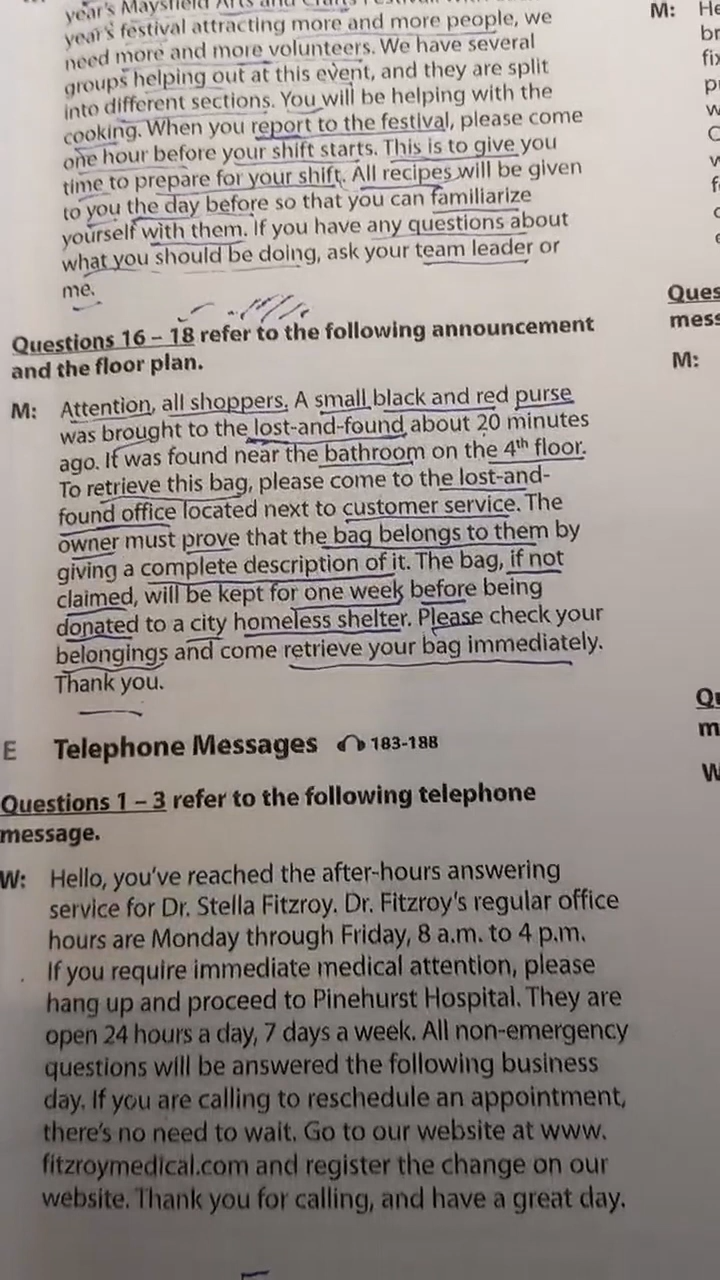 year's Maysfield Arts and Crafts Festival. With this
year's festival attracting more and more people, we
need more and more volunteers. We have several
groups helping out at this event, and they are split
into different sections. You will be helping with the
cooking. When you report to the festival, please come
one hour before your shift starts. This is to give you
time to prepare for your shift. All recipes will be given
to you the day before so that you can familiarize
yourself with them. If you have any questions about
what you should be doing, ask your team leader or
me.
Questions 16 – 18 refer to the following announcement
and the floor plan.
M: Attention, all shoppers. A small black and red purse
was brought to the lost-and-found about 20 minutes
ago. It was found near the bathroom on the 4th floor.
To retrieve this bag, please come to the lost-and-
found office located next to customer service. The
owner must prove that the bag belongs to them by
giving a complete description of it. The bag, if not
claimed, will be kept for one week before being
donated to a city homeless shelter. Please check your
belongings and come retrieve your bag immediately.
Thank you.
E Telephone Messages 183-188
Questions 1 – 3 refer to the following telephone
message.
W: Hello, you've reached the after-hours answering
service for Dr. Stella Fitzroy. Dr. Fitzroy's regular office
hours are Monday through Friday, 8 a.m. to 4 p.m.
If you require immediate medical attention, please
hang up and proceed to Pinehurst Hospital. They are
open 24 hours a day, 7 days a week. All non-emergency
questions will be answered the following business
day. If you are calling to reschedule an appointment,
there's no need to wait. Go to our website at www.
fitzroymedical.com and register the change on our
website. Thank you for calling, and have a great day.
M: He
br
fix
Ques
mess
M:
Qu
m
W